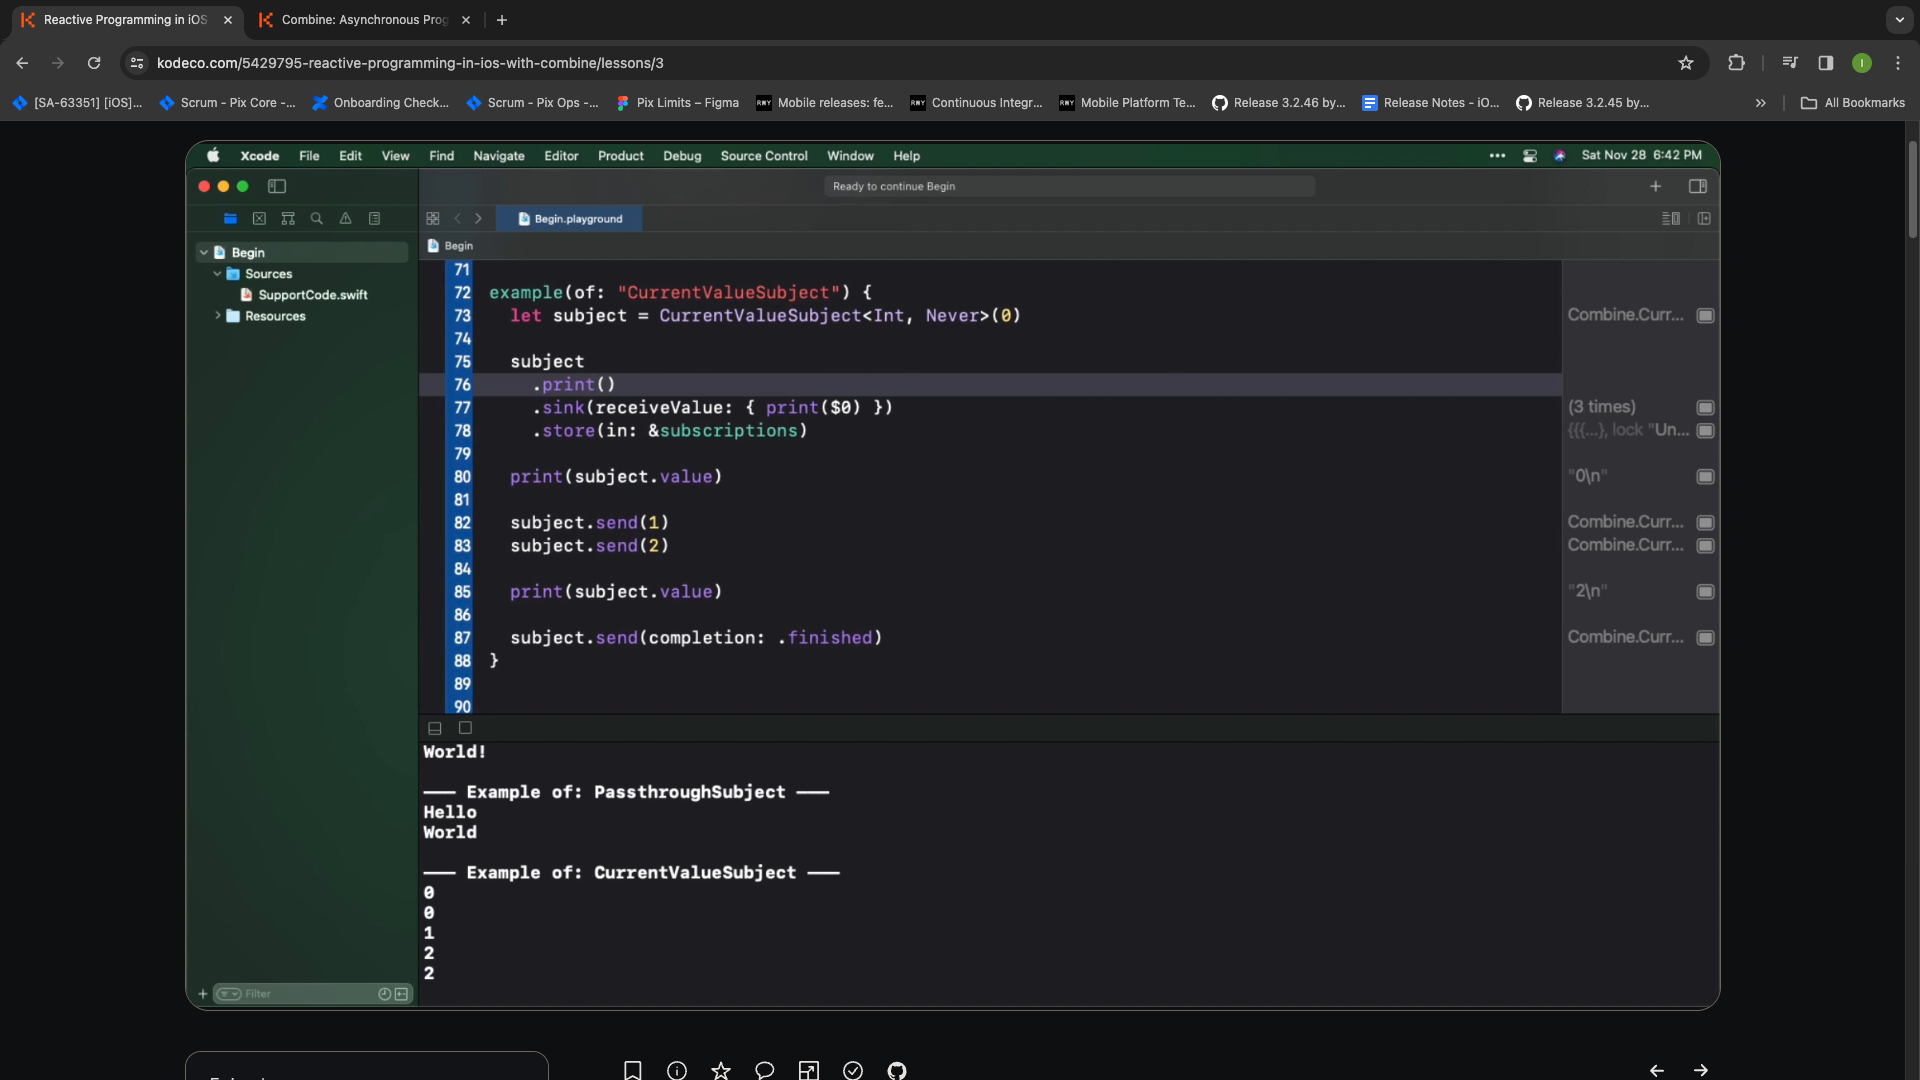 Reactive Programming in iOS
Combine: Asynchronous Prog
kodeco.com/5429795-reactive-programming-in-ios-with-combine/lessons/3
[SA-63351] [iOS]...
Scrum - Pix Core -...
Onboarding Check...
Scrum - Pix Ops -...
Pix Limits – Figma
RWY Mobile releases: fe...
RWY Continuous Integr...
RWY Mobile Platform Te...
Release 3.2.46 by...
Release Notes - iO...
Release 3.2.45 by...
All Bookmarks
Xcode File Edit View Find Navigate Editor Product Debug Source Control Window Help
Sat Nov 28 6:42 PM
Ready to continue Begin
Begin.playground
Begin
Begin
Sources
SupportCode.swift
Resources
71
72 example(of: "CurrentValueSubject") {
73 let subject = CurrentValueSubject<Int, Never>(0) Combine.Curr...
74
75 subject
76 .print()
77 .sink(receiveValue: { print($0) }) (3 times)
78 .store(in: &subscriptions) {{{...}, lock "Un...
79
80 print(subject.value) "0\n"
81
82 subject.send(1) Combine.Curr...
83 subject.send(2) Combine.Curr...
84
85 print(subject.value) "2\n"
86
87 subject.send(completion: .finished) Combine.Curr...
88 }
89
90
World!
—— Example of: PassthroughSubject ——
Hello
World
—— Example of: CurrentValueSubject ——
0
0
1
2
2
Filter